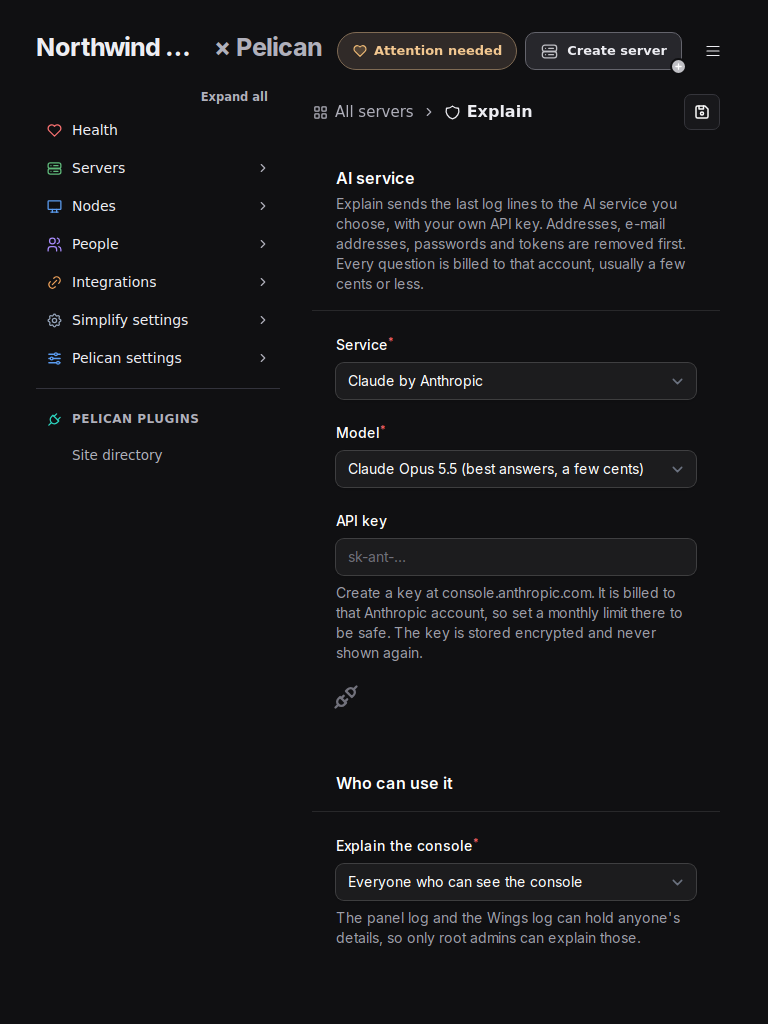 Northwind ... × Pelican
Attention needed
Create server
Expand all
Health
Servers
Nodes
People
Integrations
Simplify settings
Pelican settings
PELICAN PLUGINS
Site directory
All servers > Explain
AI service
Explain sends the last log lines to the AI service you
choose, with your own API key. Addresses, e-mail
addresses, passwords and tokens are removed first.
Every question is billed to that account, usually a few
cents or less.
Service*
Claude by Anthropic
Model*
Claude Opus 5.5 (best answers, a few cents)
API key
sk-ant-...
Create a key at console.anthropic.com. It is billed to
that Anthropic account, so set a monthly limit there to
be safe. The key is stored encrypted and never
shown again.
Who can use it
Explain the console*
Everyone who can see the console
The panel log and the Wings log can hold anyone's
details, so only root admins can explain those.